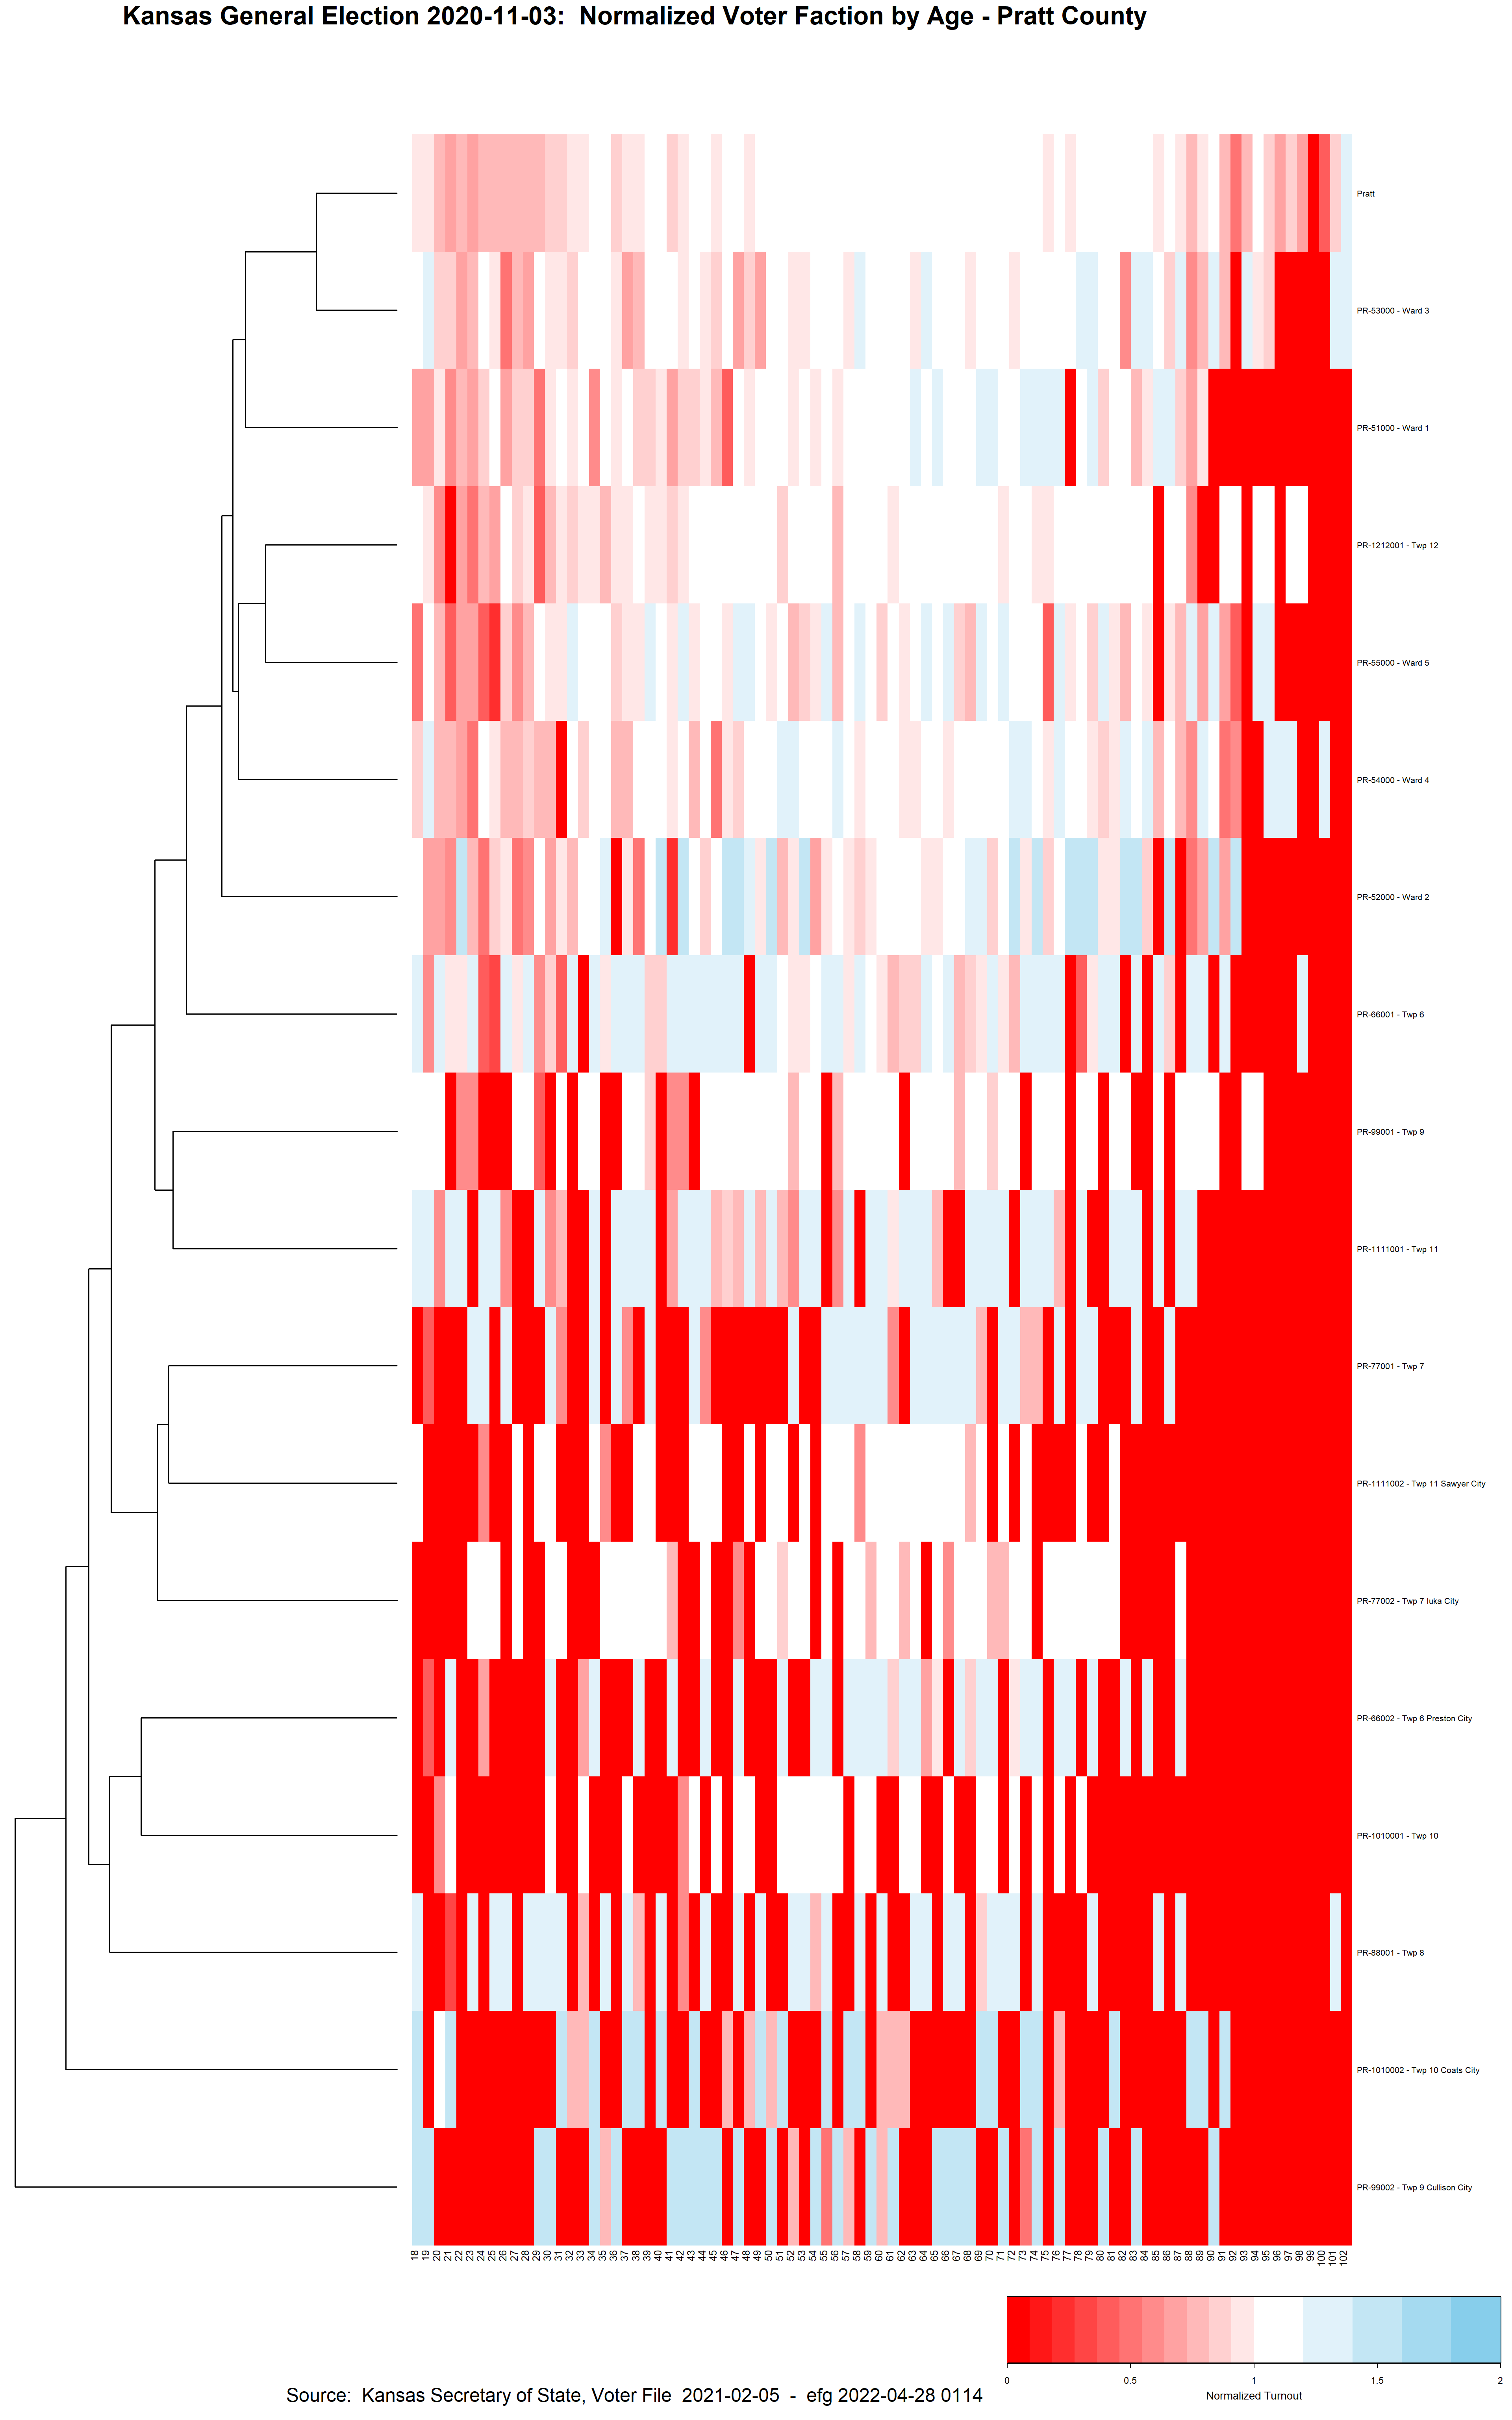 Kansas General Election 2020-11-03:  Normalized Voter Faction by Age - Pratt County
Pratt
PR-53000 - Ward 3
PR-51000 - Ward 1
PR-1212001 - Twp 12
PR-55000 - Ward 5
PR-54000 - Ward 4
PR-52000 - Ward 2
PR-66001 - Twp 6
PR-99001 - Twp 9
PR-1111001 - Twp 11
PR-77001 - Twp 7
PR-1111002 - Twp 11 Sawyer City
PR-77002 - Twp 7 Iuka City
PR-66002 - Twp 6 Preston City
PR-1010001 - Twp 10
PR-88001 - Twp 8
PR-1010002 - Twp 10 Coats City
PR-99002 - Twp 9 Cullison City
18 19 20 21 22 23 24 25 26 27 28 29 30 31 32 33 34 35 36 37 38 39 40 41 42 43 44 45 46 47 48 49 50 51 52 53 54 55 56 57 58 59 60 61 62 63 64 65 66 67 68 69 70 71 72 73 74 75 76 77 78 79 80 81 82 83 84 85 86 87 88 89 90 91 92 93 94 95 96 97 98 99 100 101 102
0 0.5 1 1.5 2
Normalized Turnout
Source:  Kansas Secretary of State, Voter File  2021-02-05  -  efg 2022-04-28 0114